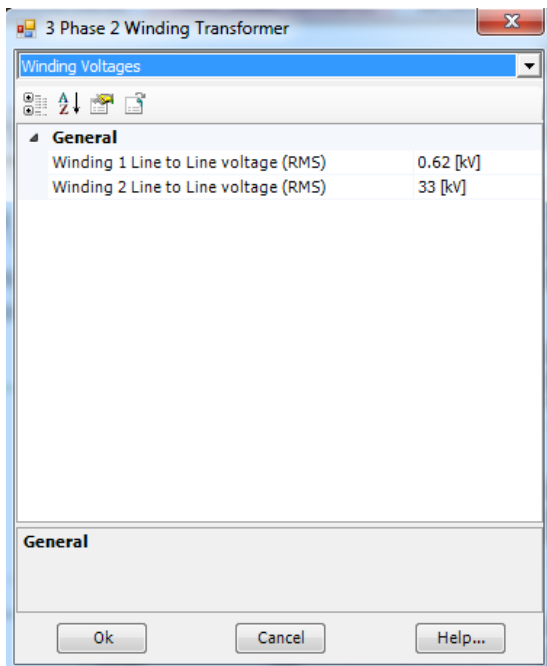 3 Phase 2 Winding Transformer
Winding Voltages
General
Winding 1 Line to Line voltage (RMS) 0.62 [kV]
Winding 2 Line to Line voltage (RMS) 33 [kV]
General
Ok Cancel Help...